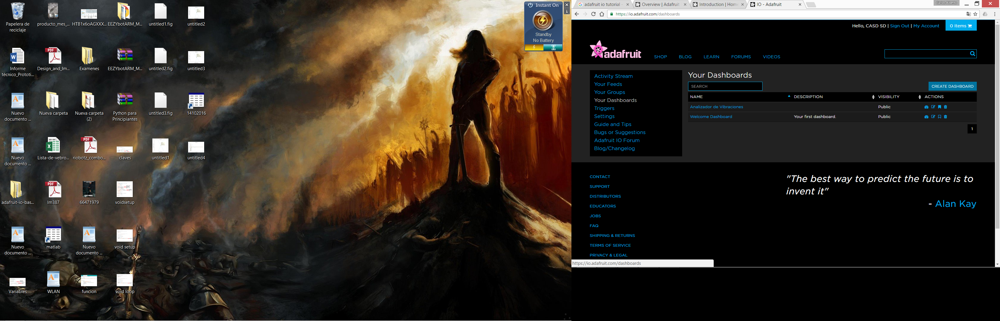 Papelera de
reciclaje
producto_mes_...
HTB1x6oAGXXX...
EEZYbotARM_M...
untitled1.fig
untitled2
Informe
técnico_Prototi...
Design_and_Im...
Examenes
EEZYbotARM_M...
untitled2.fig
untitled3
Nuevo
documento ...
Nueva carpeta
Nueva carpeta
(2)
Python para
Principiantes
untitled3.fig
14102016
Nuevo
documento ...
Lista-de-vebro...
riobotz_combo...
claves
untitled1
untitled4
adafruit-io-bas...
lm387
66471979
voidsetup
Nuevo
documento ...
matlab
Nuevo
documento ...
void setup
Variables
WLAN
funcion
void loop
PDF
PDF
PDF
Instant On
Standby
No Battery
adafruit io tutorial -
Overview | Adafruit
Introduction | Home
IO - Adafruit
Carlos Alberto
https://io.adafruit.com/dashboards
Hello, CASD SD | Sign Out | My Account
0 Items
adafruit
SHOP
BLOG
LEARN
FORUMS
VIDEOS
Activity Stream
Your Feeds
Your Groups
Your Dashboards
Triggers
Settings
Guide and Tips
Bugs or Suggestions
Adafruit IO Forum
Blog/Changelog
Your Dashboards
SEARCH
CREATE DASHBOARD
NAME
DESCRIPTION
VISIBILITY
ACTIONS
Analizador de Vibraciones
Public
Welcome Dashboard
Your first dashboard.
Public
1
CONTACT
SUPPORT
DISTRIBUTORS
EDUCATORS
JOBS
FAQ
SHIPPING & RETURNS
TERMS OF SERVICE
PRIVACY & LEGAL
"The best way to predict the future is to
invent it"
- Alan Kay
https://io.adafruit.com/dashboards